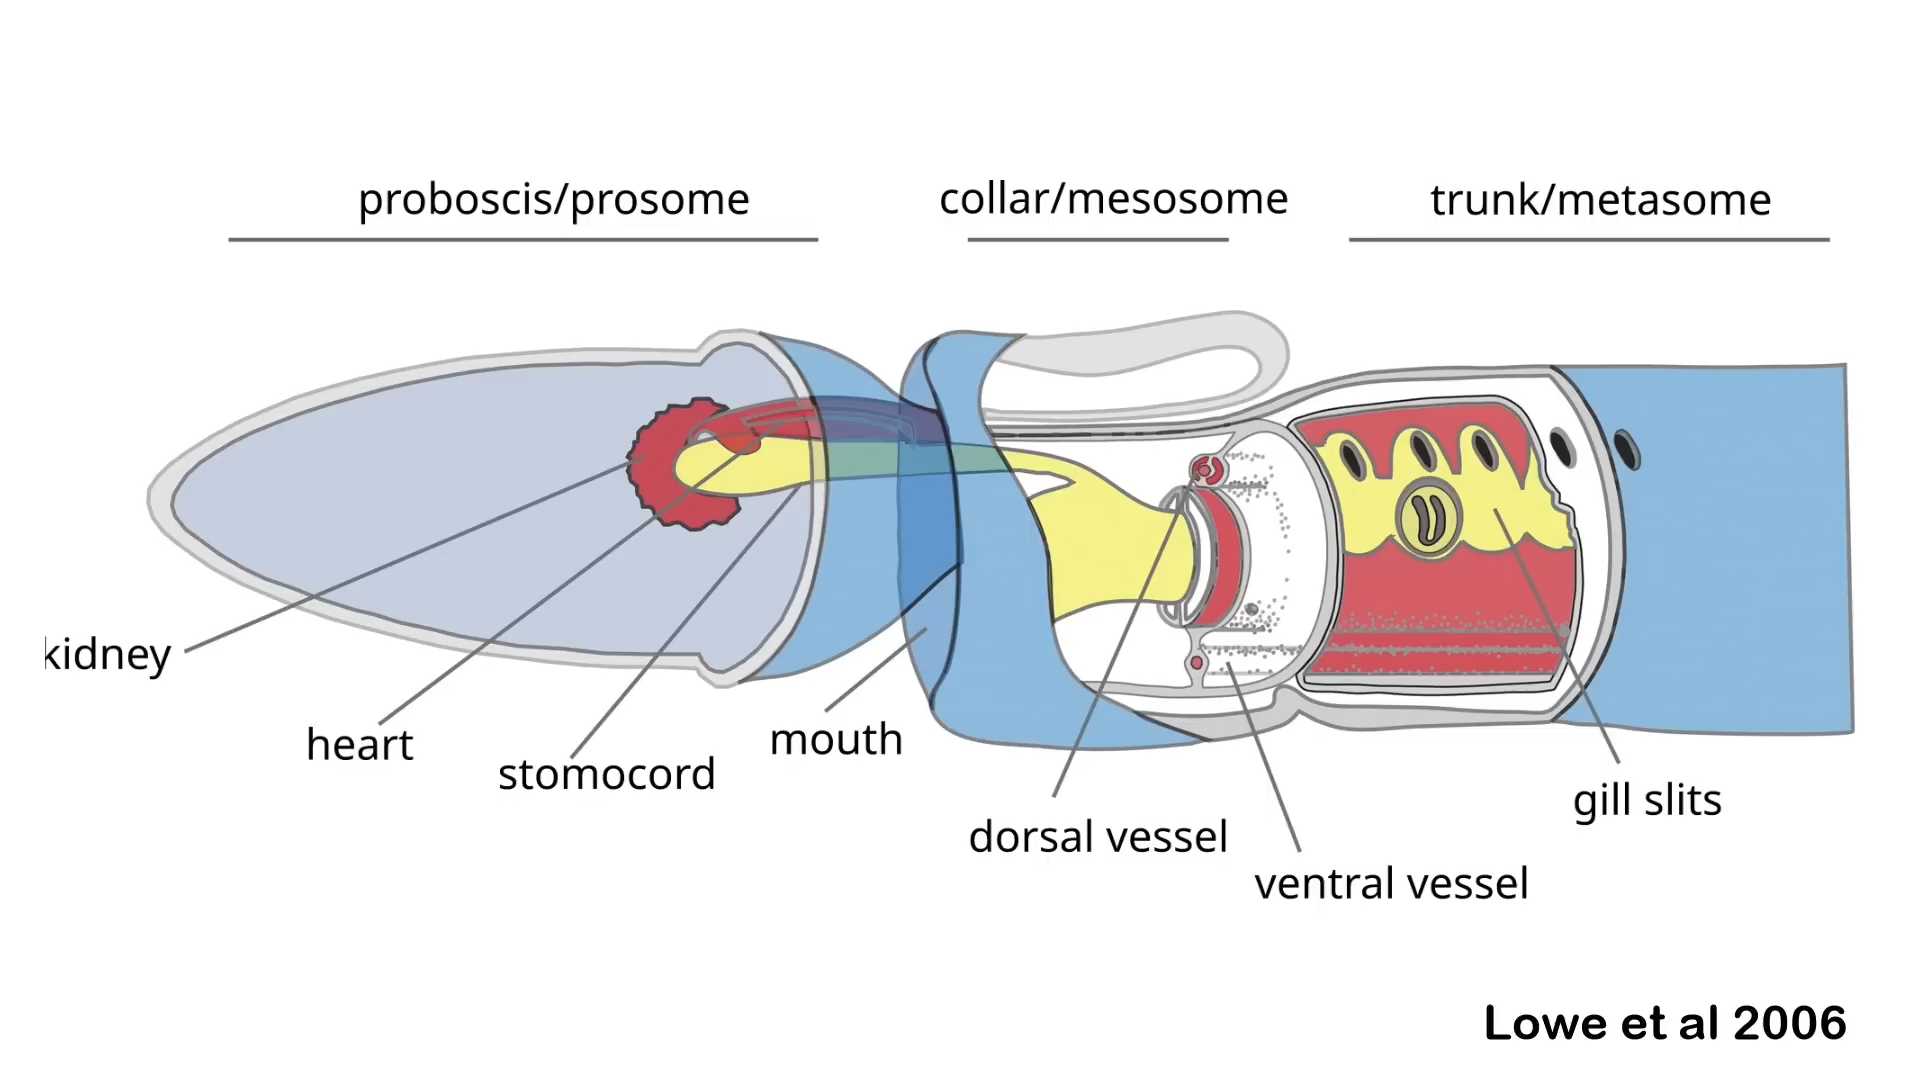 proboscis/prosome
collar/mesosome
trunk/metasome
kidney
heart
stomocord
mouth
dorsal vessel
ventral vessel
gill slits
Lowe et al 2006